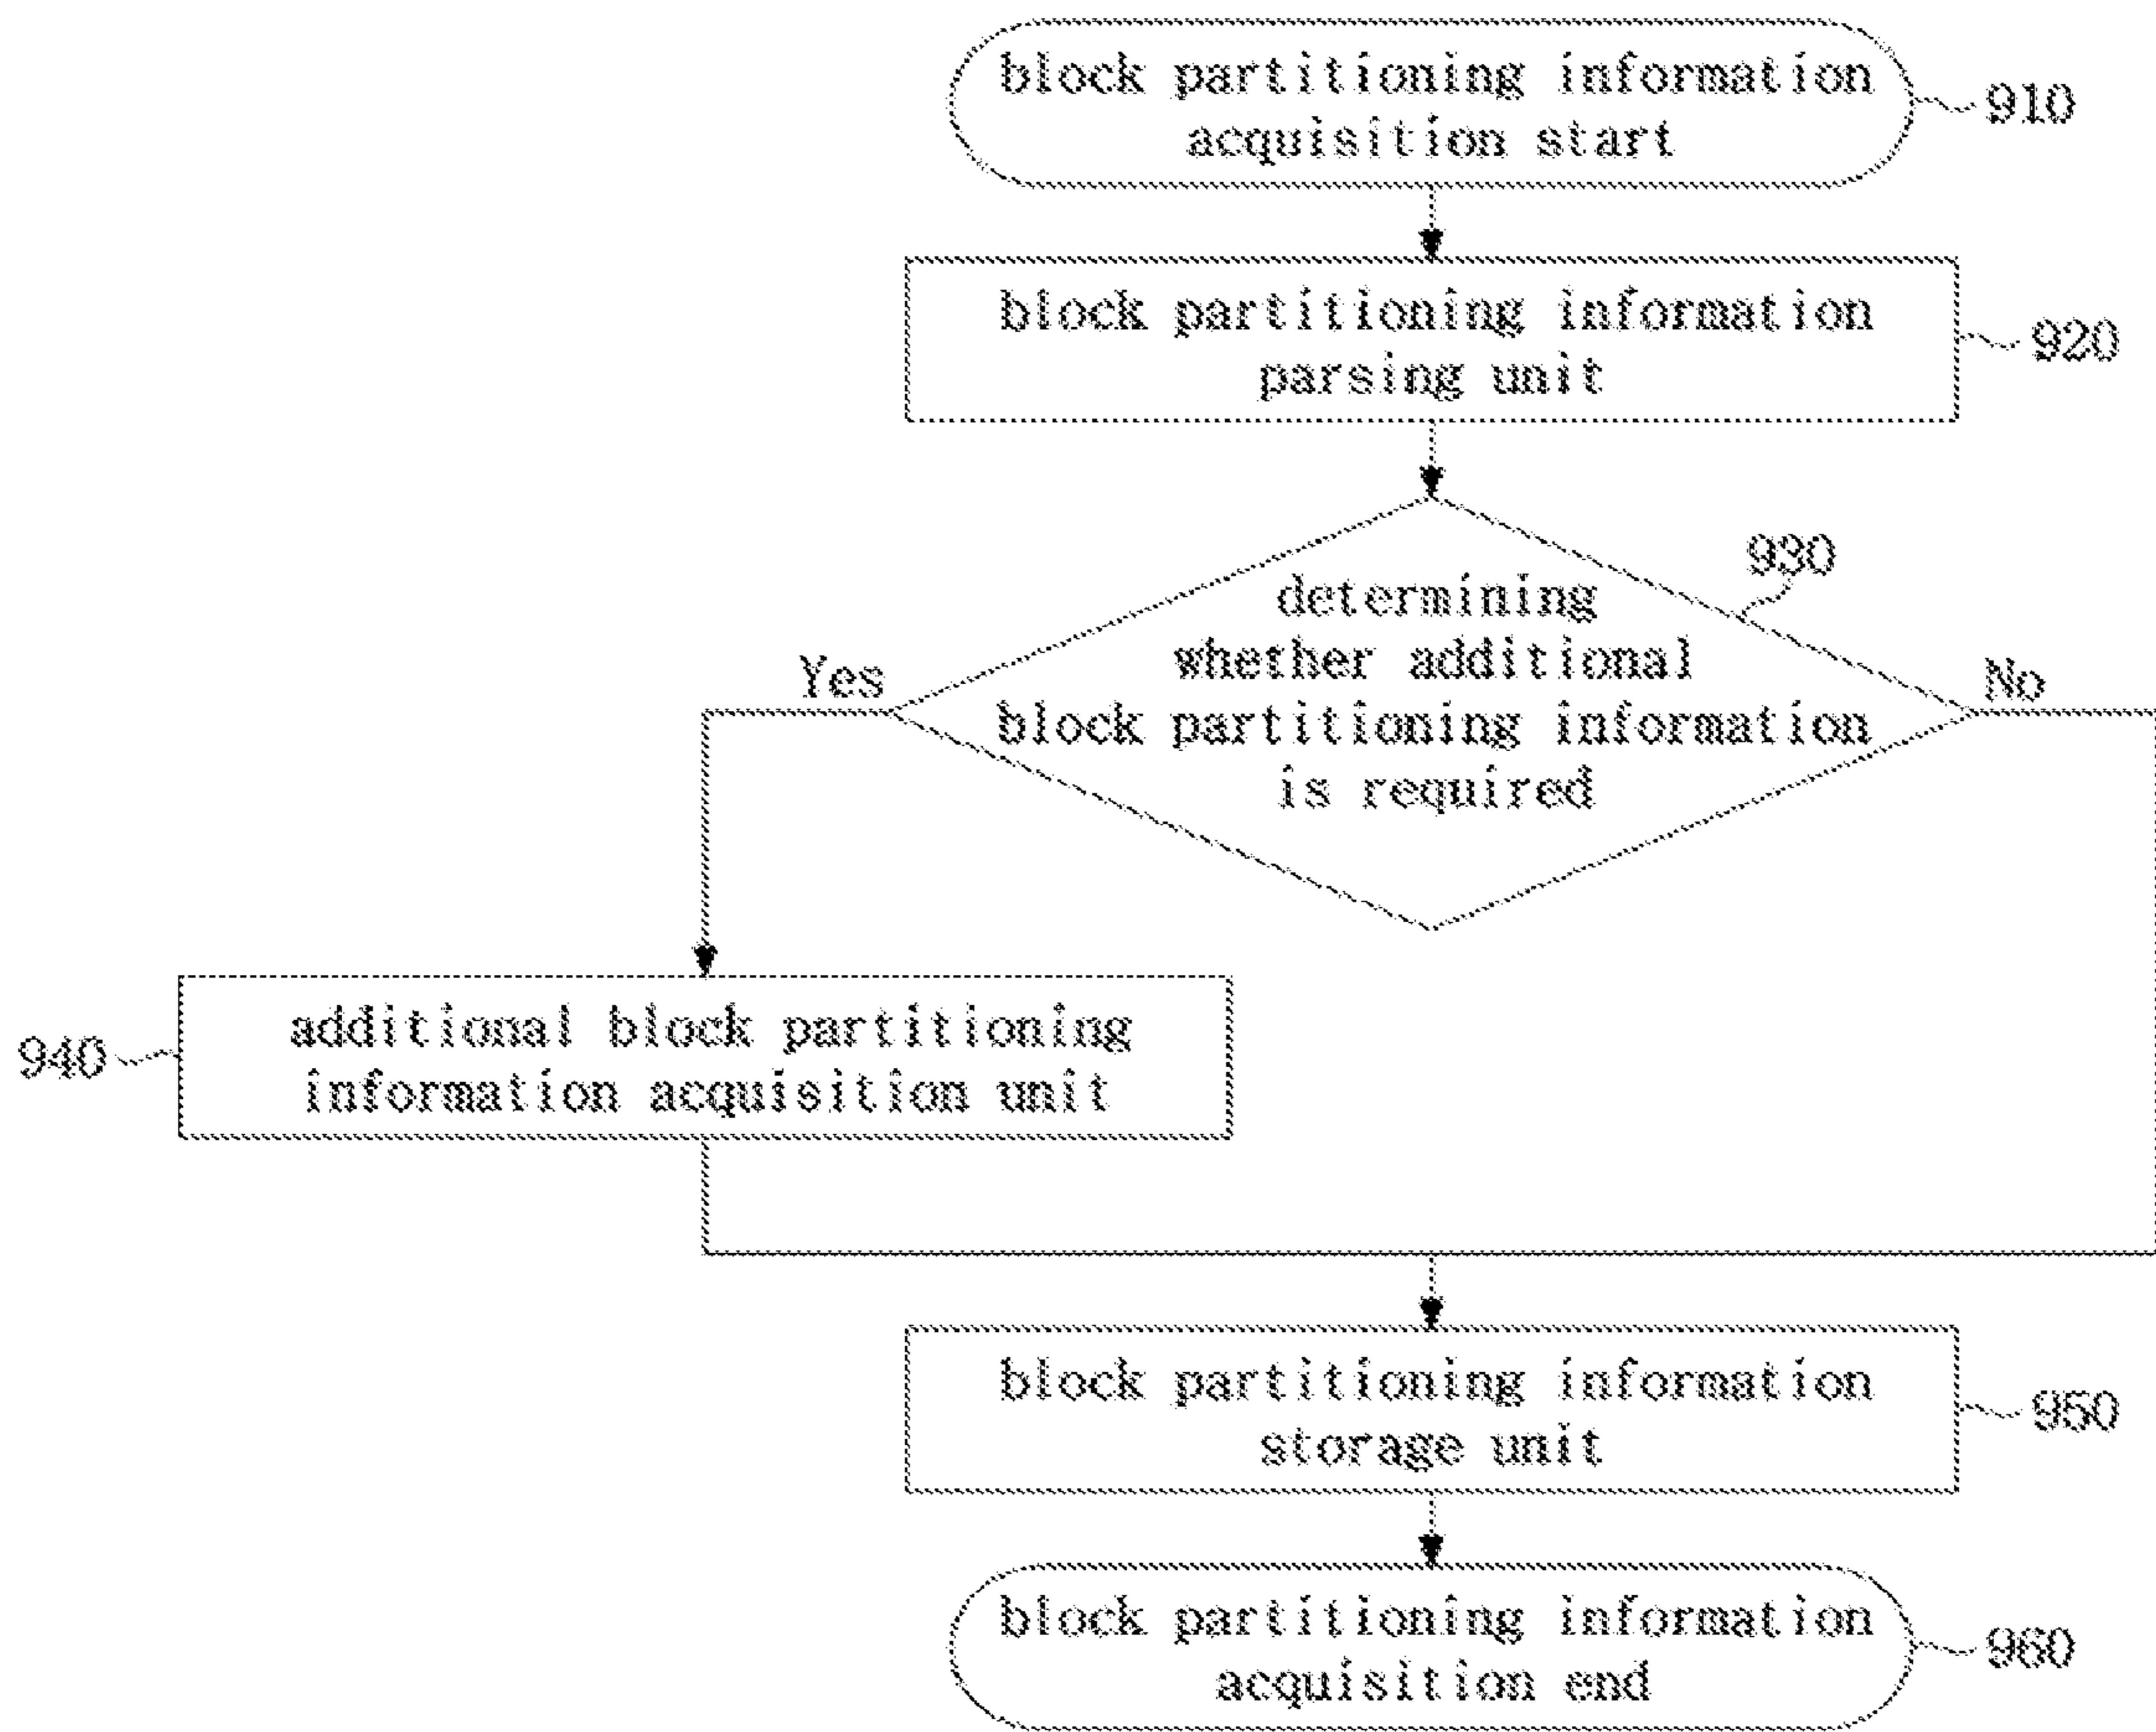 block partitioning information
acquisition start
910
block partitioning information
parsing unit
920
930
determining
whether additional
block partitioning information
is required
Yes
No
940
additional block partitioning
information acquisition unit
block partitioning information
storage unit
950
block partitioning information
acquisition end
960